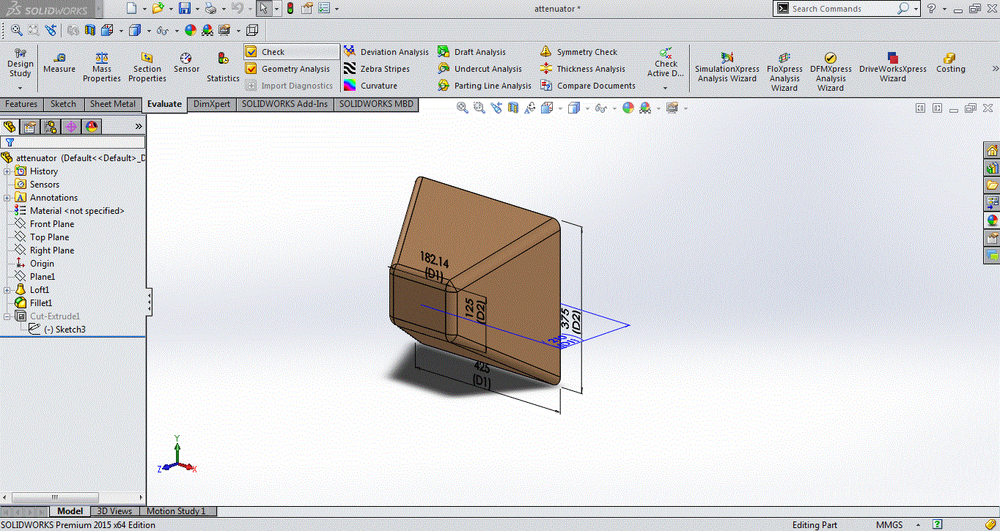 SOLIDWORKS
attenuator *
Search Commands
Design Study
Measure
Mass Properties
Section Properties
Sensor
Statistics
Check
Geometry Analysis
Import Diagnostics
Deviation Analysis
Zebra Stripes
Curvature
Draft Analysis
Undercut Analysis
Parting Line Analysis
Symmetry Check
Thickness Analysis
Compare Documents
Check Active D...
SimulationXpress Analysis Wizard
FloXpress Analysis Wizard
DFMXpress Analysis Wizard
DriveWorksXpress Wizard
Costing
Features
Sketch
Sheet Metal
Evaluate
DimXpert
SOLIDWORKS Add-Ins
SOLIDWORKS MBD
attenuator (Default<<Default>_D
History
Sensors
Annotations
Material <not specified>
Front Plane
Top Plane
Right Plane
Origin
Plane1
Loft1
Fillet1
Cut-Extrude1
(-) Sketch3
182.14
(D1)
125
(D2)
375
(D2)
(D1)
425
(D1)
Y
Z
X
Model
3D Views
Motion Study 1
SOLIDWORKS Premium 2015 x64 Edition
Editing Part
MMGS